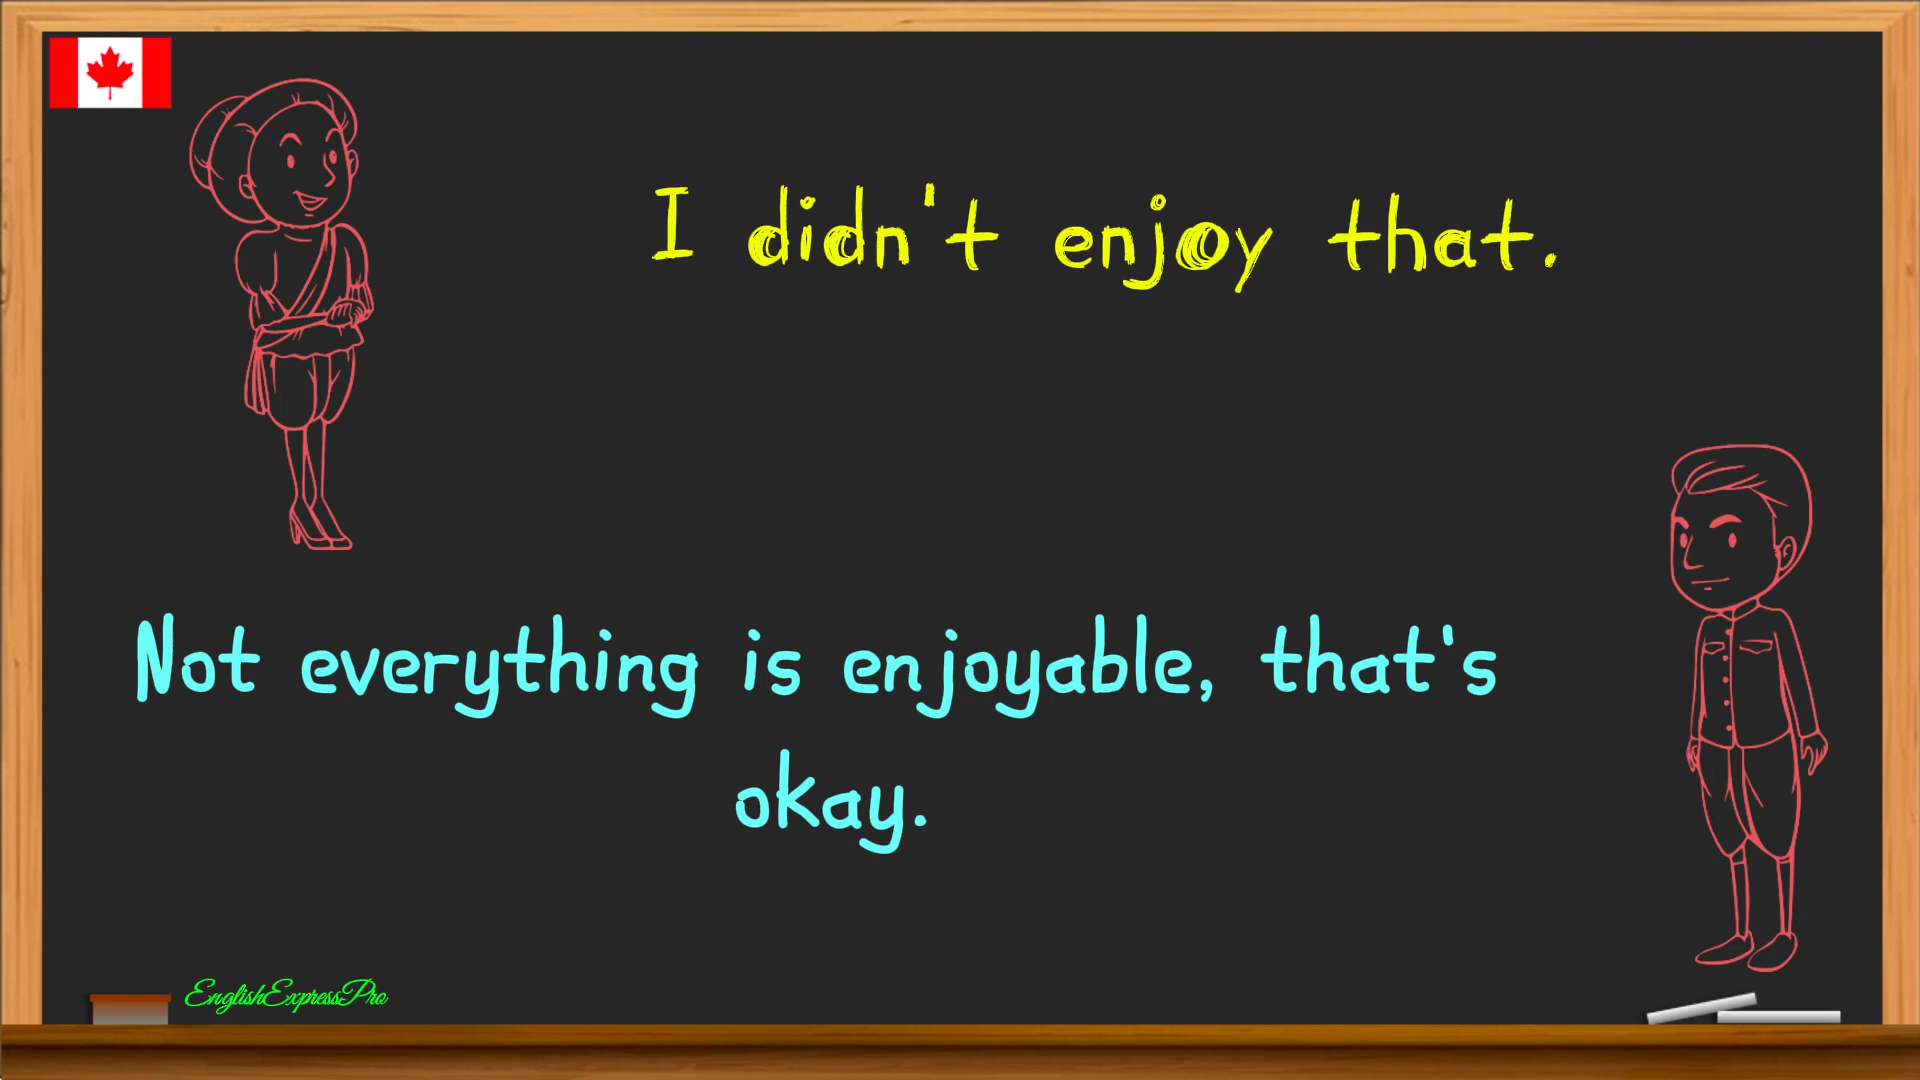 I didn't enjoy that.
Not everything is enjoyable, that's
okay.
EnglishExpressPro